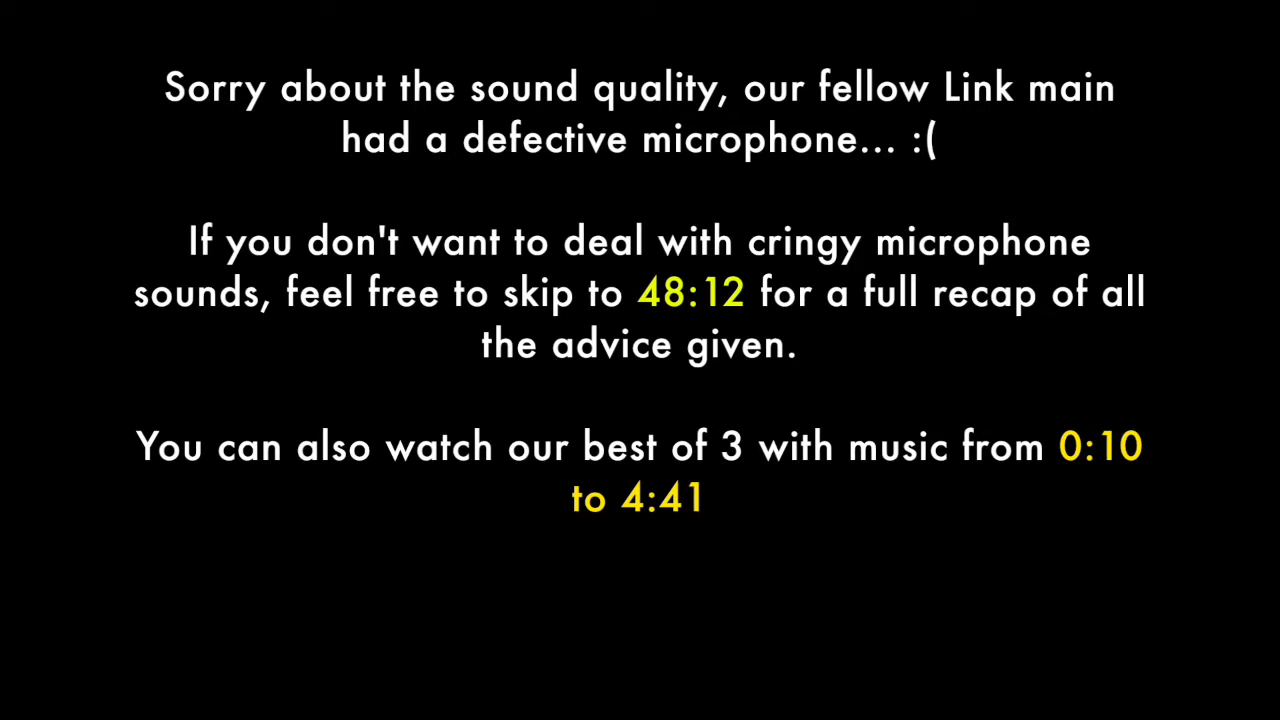 Sorry about the sound quality, our fellow Link main
had a defective microphone... :(
If you don't want to deal with cringy microphone
sounds, feel free to skip to 48:12 for a full recap of all
the advice given.
You can also watch our best of 3 with music from 0:10
to 4:41